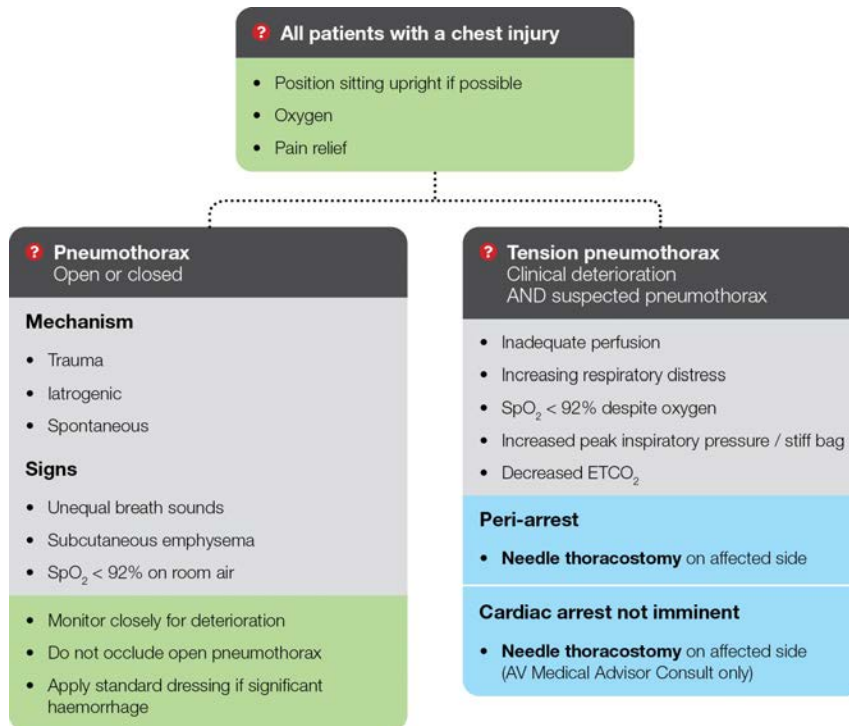 ? All patients with a chest injury
• Position sitting upright if possible
• Oxygen
• Pain relief
? Pneumothorax
Open or closed
Mechanism
• Trauma
• Iatrogenic
• Spontaneous
Signs
• Unequal breath sounds
• Subcutaneous emphysema
• SpO₂ < 92% on room air
• Monitor closely for deterioration
• Do not occlude open pneumothorax
• Apply standard dressing if significant
haemorrhage
? Tension pneumothorax
Clinical deterioration
AND suspected pneumothorax
• Inadequate perfusion
• Increasing respiratory distress
• SpO₂ < 92% despite oxygen
• Increased peak inspiratory pressure / stiff bag
• Decreased ETCO₂
Peri-arrest
• Needle thoracostomy on affected side
Cardiac arrest not imminent
• Needle thoracostomy on affected side
(AV Medical Advisor Consult only)